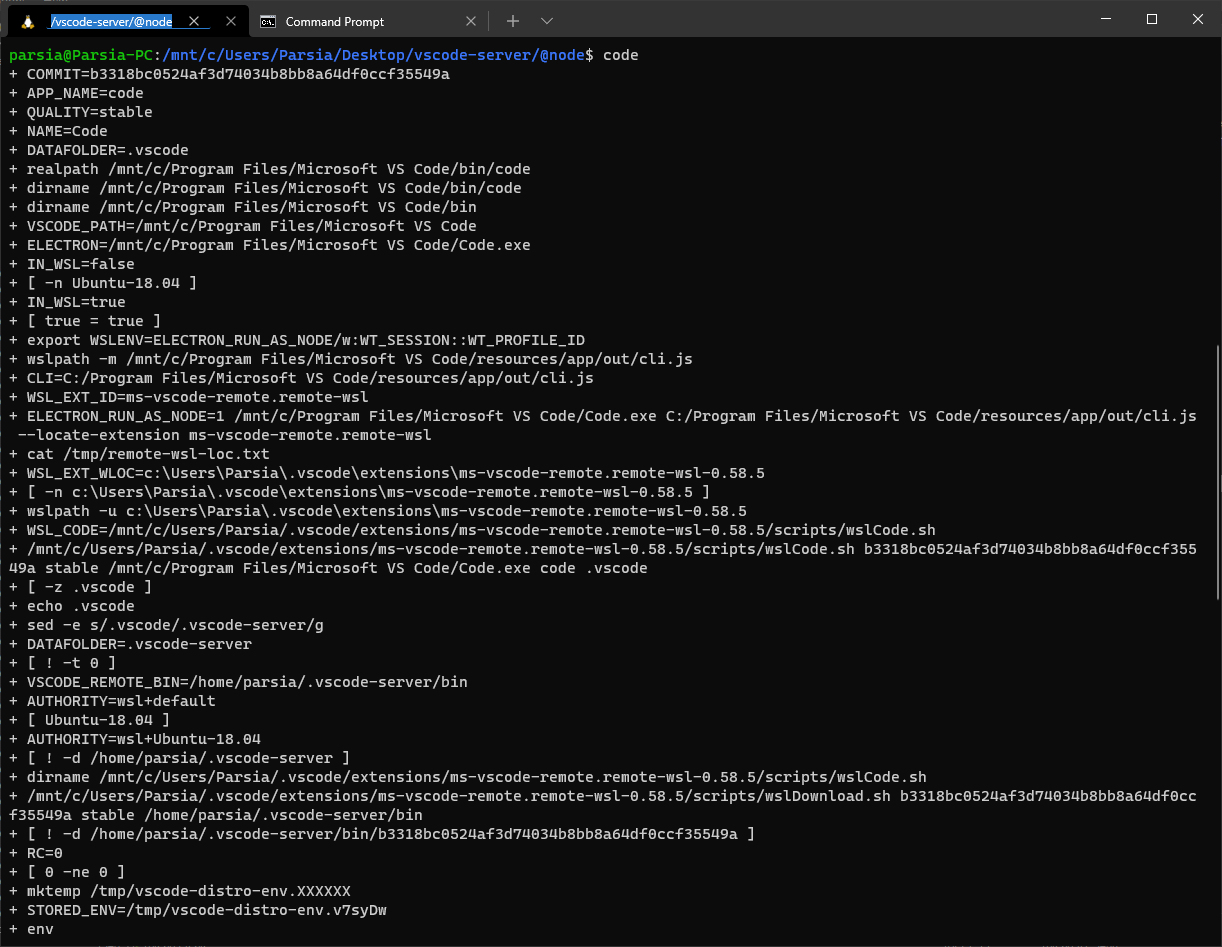 /vscode-server/@node
Command Prompt
parsia@Parsia-PC:/mnt/c/Users/Parsia/Desktop/vscode-server/@node$ code
+ COMMIT=b3318bc0524af3d74034b8bb8a64df0ccf35549a
+ APP_NAME=code
+ QUALITY=stable
+ NAME=Code
+ DATAFOLDER=.vscode
+ realpath /mnt/c/Program Files/Microsoft VS Code/bin/code
+ dirname /mnt/c/Program Files/Microsoft VS Code/bin/code
+ dirname /mnt/c/Program Files/Microsoft VS Code/bin
+ VSCODE_PATH=/mnt/c/Program Files/Microsoft VS Code
+ ELECTRON=/mnt/c/Program Files/Microsoft VS Code/Code.exe
+ IN_WSL=false
+ [ -n Ubuntu-18.04 ]
+ IN_WSL=true
+ [ true = true ]
+ export WSLENV=ELECTRON_RUN_AS_NODE/w:WT_SESSION::WT_PROFILE_ID
+ wslpath -m /mnt/c/Program Files/Microsoft VS Code/resources/app/out/cli.js
+ CLI=C:/Program Files/Microsoft VS Code/resources/app/out/cli.js
+ WSL_EXT_ID=ms-vscode-remote.remote-wsl
+ ELECTRON_RUN_AS_NODE=1 /mnt/c/Program Files/Microsoft VS Code/Code.exe C:/Program Files/Microsoft VS Code/resources/app/out/cli.js
--locate-extension ms-vscode-remote.remote-wsl
+ cat /tmp/remote-wsl-loc.txt
+ WSL_EXT_WLOC=c:\Users\Parsia\.vscode\extensions\ms-vscode-remote.remote-wsl-0.58.5
+ [ -n c:\Users\Parsia\.vscode\extensions\ms-vscode-remote.remote-wsl-0.58.5 ]
+ wslpath -u c:\Users\Parsia\.vscode\extensions\ms-vscode-remote.remote-wsl-0.58.5
+ WSL_CODE=/mnt/c/Users/Parsia/.vscode/extensions/ms-vscode-remote.remote-wsl-0.58.5/scripts/wslCode.sh
+ /mnt/c/Users/Parsia/.vscode/extensions/ms-vscode-remote.remote-wsl-0.58.5/scripts/wslCode.sh b3318bc0524af3d74034b8bb8a64df0ccf355
49a stable /mnt/c/Program Files/Microsoft VS Code/Code.exe code .vscode
+ [ -z .vscode ]
+ echo .vscode
+ sed -e s/.vscode/.vscode-server/g
+ DATAFOLDER=.vscode-server
+ [ ! -t 0 ]
+ VSCODE_REMOTE_BIN=/home/parsia/.vscode-server/bin
+ AUTHORITY=wsl+default
+ [ Ubuntu-18.04 ]
+ AUTHORITY=wsl+Ubuntu-18.04
+ [ ! -d /home/parsia/.vscode-server ]
+ dirname /mnt/c/Users/Parsia/.vscode/extensions/ms-vscode-remote.remote-wsl-0.58.5/scripts/wslCode.sh
+ /mnt/c/Users/Parsia/.vscode/extensions/ms-vscode-remote.remote-wsl-0.58.5/scripts/wslDownload.sh b3318bc0524af3d74034b8bb8a64df0cc
f35549a stable /home/parsia/.vscode-server/bin
+ [ ! -d /home/parsia/.vscode-server/bin/b3318bc0524af3d74034b8bb8a64df0ccf35549a ]
+ RC=0
+ [ 0 -ne 0 ]
+ mktemp /tmp/vscode-distro-env.XXXXXX
+ STORED_ENV=/tmp/vscode-distro-env.v7syDw
+ env